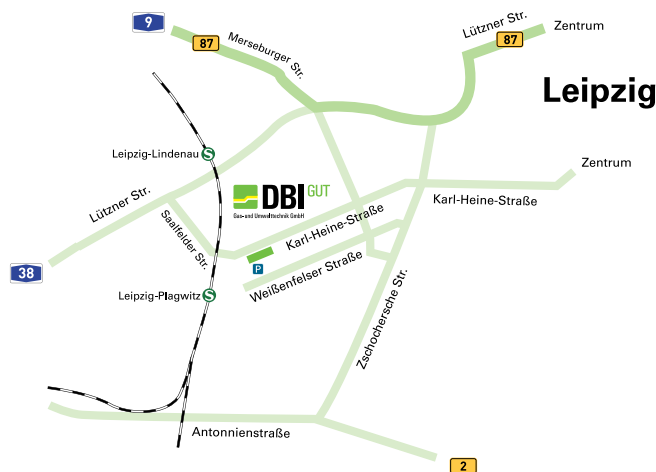 9
87
Merseburger Str.
Lützner Str.
87
Zentrum
Leipzig
Leipzig-Lindenau
S
Zentrum
Lützner Str.
DBI GUT
Gas- und Umwelttechnik GmbH
Karl-Heine-Straße
Saalfelder Str.
Karl-Heine-Straße
P
Weißenfelser Straße
38
Leipzig-Plagwitz
S
Zschochersche Str.
Antonnienstraße
2